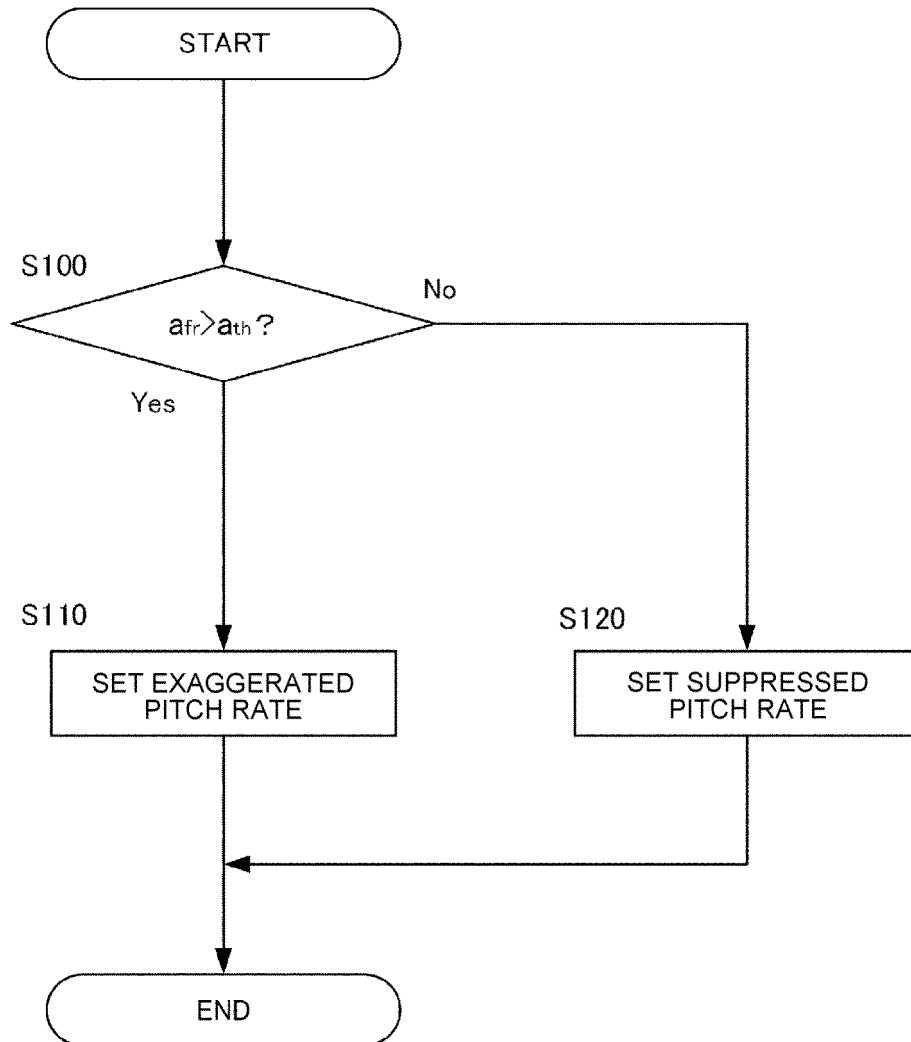 START
S100
afr>ath?
No
Yes
S110
SET EXAGGERATED
PITCH RATE
S120
SET SUPPRESSED
PITCH RATE
END